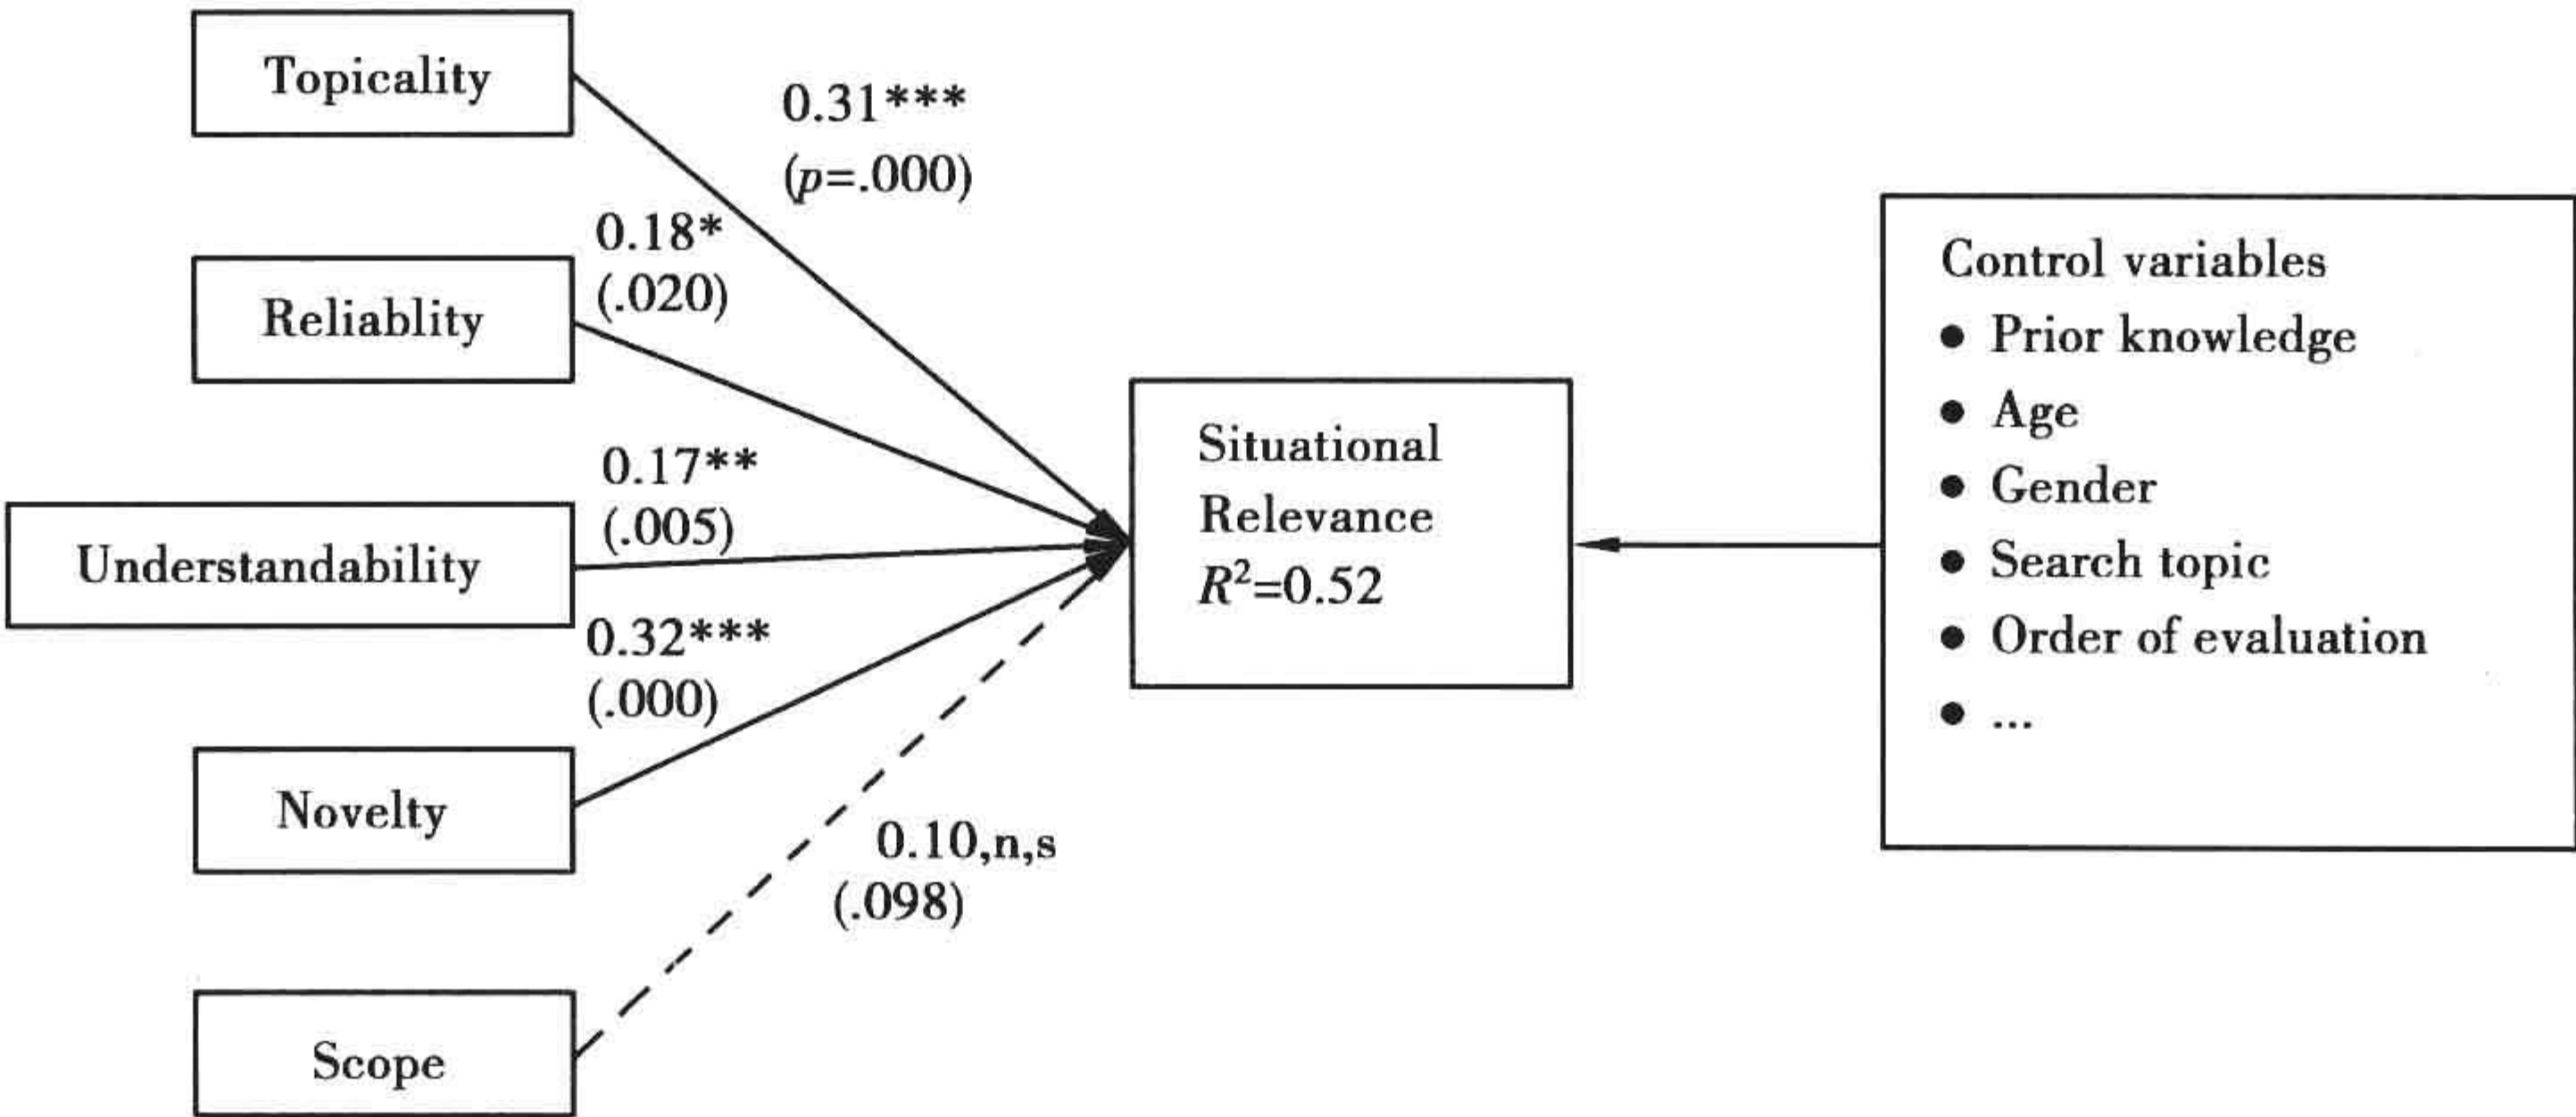 Topicality
0.31***
(p=.000)
Reliablity
0.18*
(.020)
Understandability
0.17**
(.005)
Novelty
0.32***
(.000)
Scope
0.10,n,s
(.098)
Situational
Relevance
R²=0.52
Control variables
● Prior knowledge
● Age
● Gender
● Search topic
● Order of evaluation
● ...